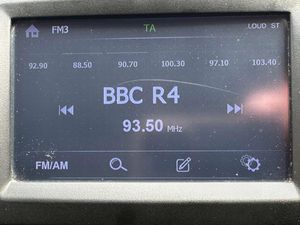 FM3 TA LOUD ST
92.90 88.50 90.70 100.30 97.10 103.40
BBC R4
93.50 MHz
FM/AM